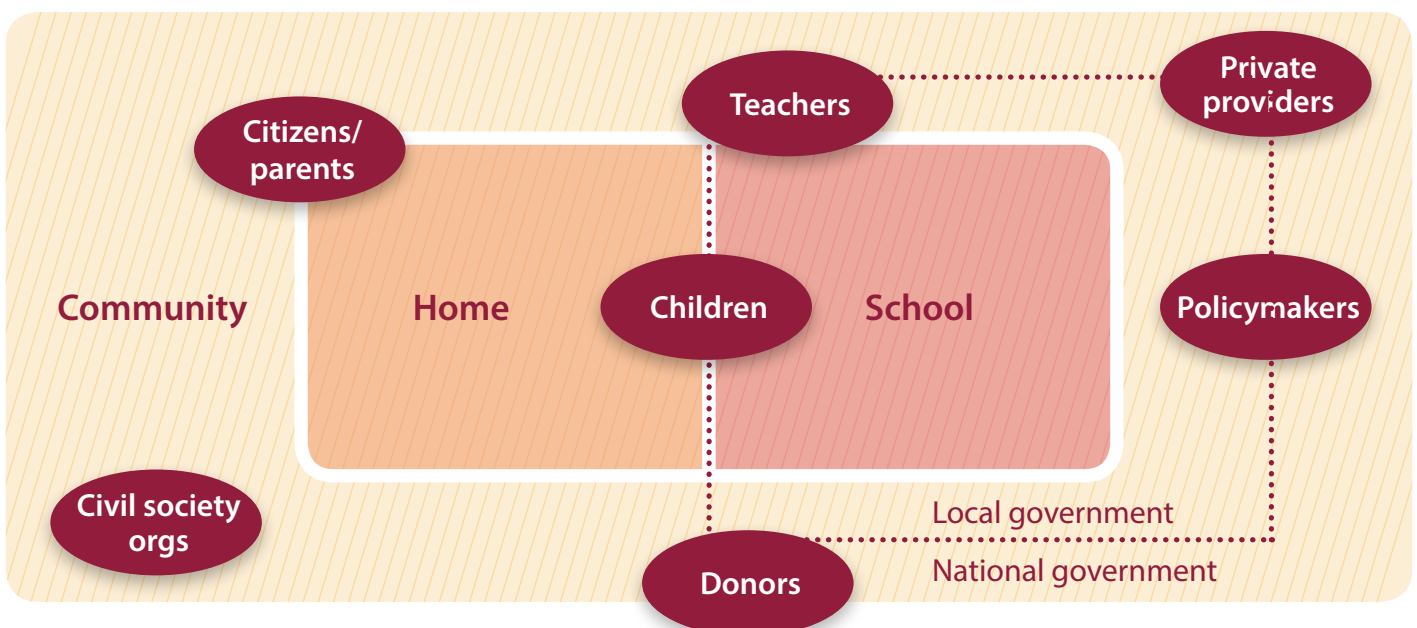 Private
providers
Teachers
Citizens/
parents
Community
Home
Children
School
Policymakers
Civil society
orgs
Local government
National government
Donors